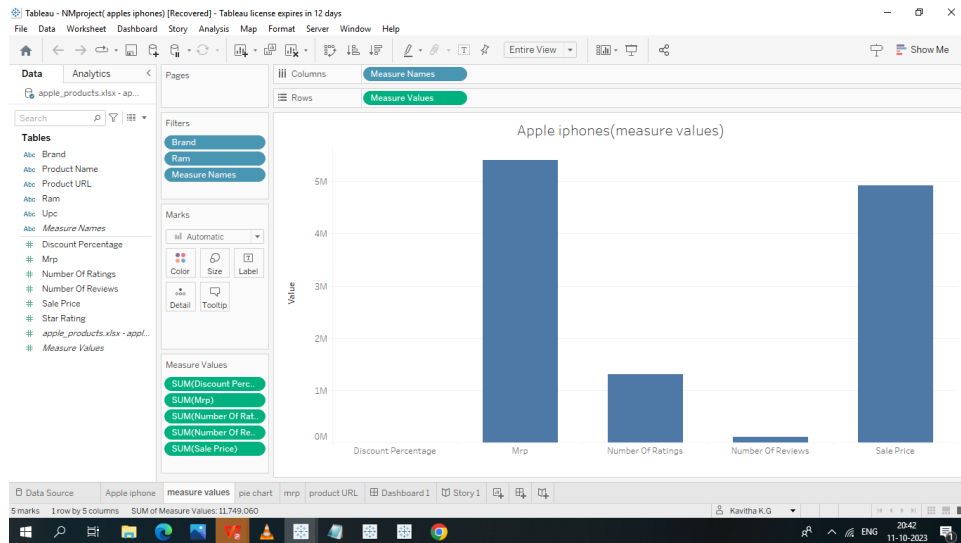 Tableau - NMproject( apples iphones) [Recovered] - Tableau license expires in 12 days
File Data Worksheet Dashboard Story Analysis Map Format Server Window Help
Entire View
Show Me
Data Analytics
apple_products.xlsx - ap...
Search
Tables
Abc Brand
Abc Product Name
Abc Product URL
Abc Ram
Abc Upc
Abc Measure Names
# Discount Percentage
# Mrp
# Number Of Ratings
# Number Of Reviews
# Sale Price
# Star Rating
# apple_products.xlsx - appl...
# Measure Values
Pages
Filters
Brand
Ram
Measure Names
Marks
Automatic
Color Size Label
Detail Tooltip
Measure Values
SUM(Discount Perc..
SUM(Mrp)
SUM(Number Of Rat..
SUM(Number Of Re..
SUM(Sale Price)
Columns Measure Names
Rows Measure Values
Apple iphones(measure values)
Value
5M
4M
3M
2M
1M
0M
Discount Percentage Mrp Number Of Ratings Number Of Reviews Sale Price
Data Source Apple iphone measure values pie chart mrp product URL Dashboard 1 Story 1
5 marks 1 row by 5 columns SUM of Measure Values: 11,749,060
Kavitha K.G
ENG
20:42
11-10-2023
1